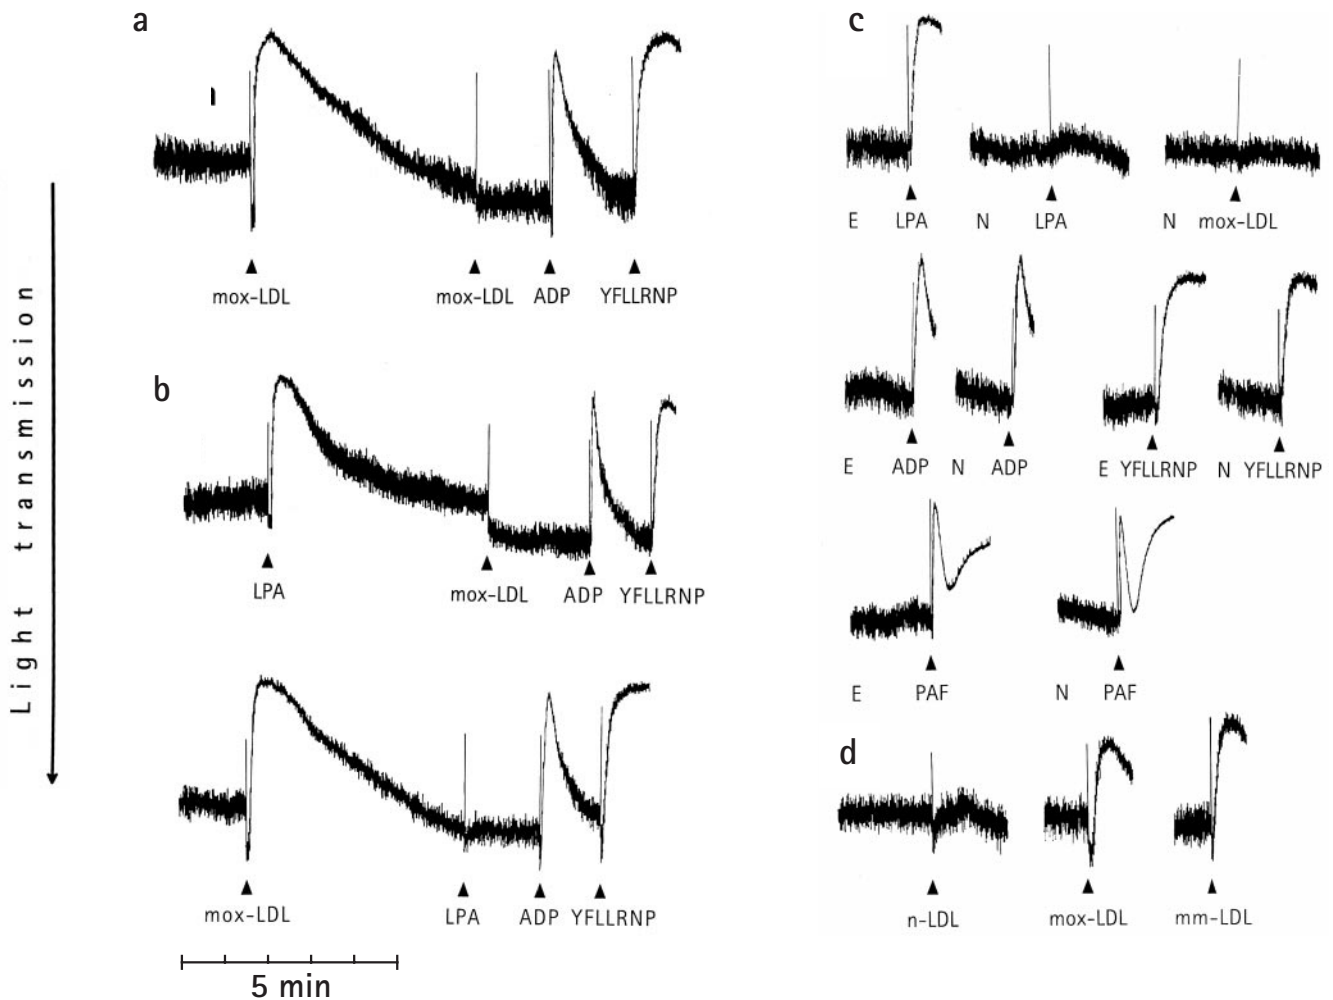 a
mox-LDL mox-LDL ADP YFLLRNP
b
LPA mox-LDL ADP YFLLRNP
mox-LDL LPA ADP YFLLRNP
5 min
Light transmission
c
E LPA N LPA N mox-LDL
E ADP N ADP E YFLLRNP N YFLLRNP
E PAF N PAF
d
n-LDL mox-LDL mm-LDL